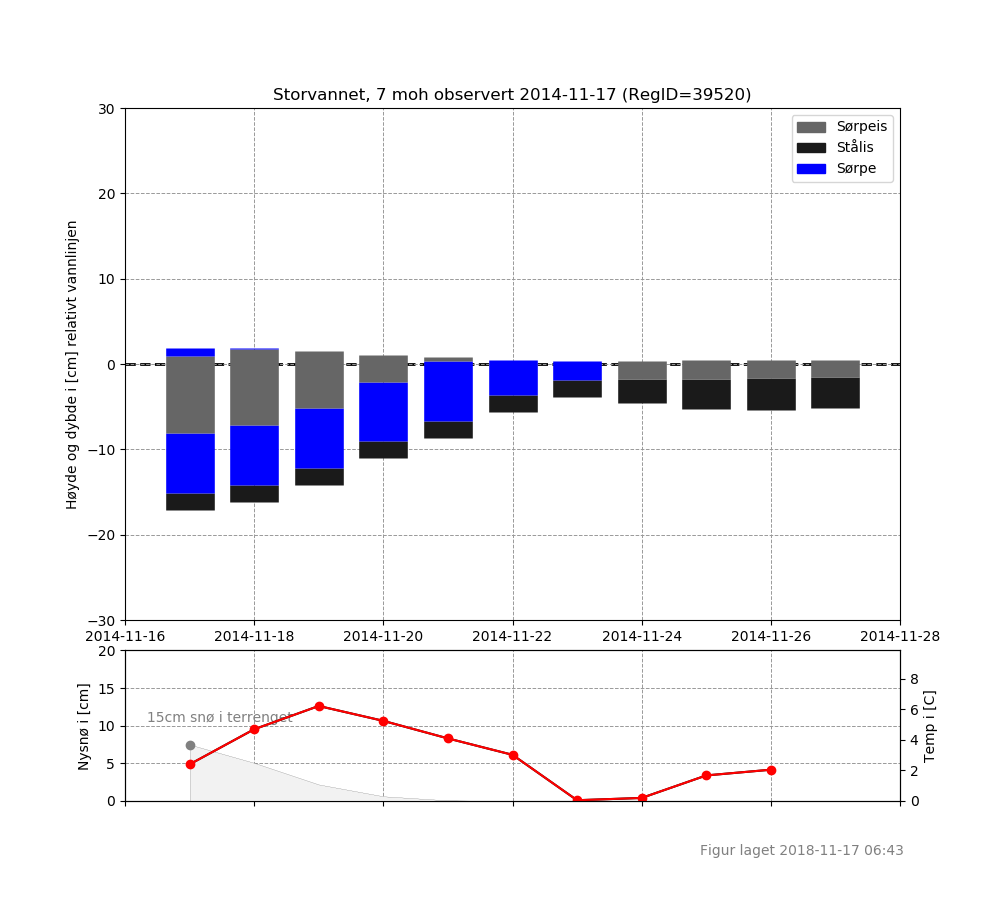 Storvannet, 7 moh observert 2014-11-17 (RegID=39520)
Sørpeis
Stålis
Sørpe
Høyde og dybde i [cm] relativt vannlinjen
30
20
10
0
−10
−20
−30
2014-11-16 2014-11-18 2014-11-20 2014-11-22 2014-11-24 2014-11-26 2014-11-28
Nysnø i [cm]
20
15
10
5
0
15cm snø i terrenget
8
6
4
2
0
Temp i [C]
Figur laget 2018-11-17 06:43